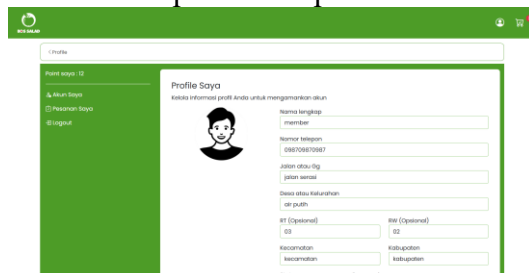 BOS SALAD
< Profile
Point saya : 12
Akun Saya
Pesanan Saya
Logout
Profile Saya
Kelola informasi profil Anda untuk mengamankan akun
Nama lengkap
member
Nomor telepon
098709870987
Jalan atau Gg
jalan serasi
Desa atau Kelurahan
air putih
RT (Opsional)
RW (Opsional)
03
02
Kecamatan
Kabupaten
kecamatan
kabupaten